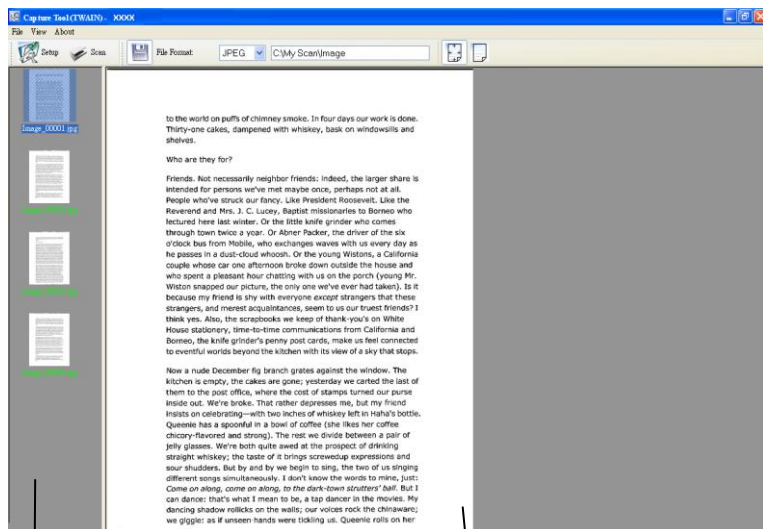 Capture Tool(TWAIN) - XXXX
File View About
Setup Scan File Format: JPEG C:\My Scan\Image
Image_00001.jpg
to the world on puffs of chimney smoke. In four days our work is done.
Thirty-one cakes, dampened with whiskey, bask on windowsills and
shelves.
Who are they for?
Friends. Not necessarily neighbor friends: indeed, the larger share is
intended for persons we've met maybe once, perhaps not at all.
People who've struck our fancy. Like President Roosevelt. Like the
Reverend and Mrs. J. C. Lucey, Baptist missionaries to Borneo who
lectured here last winter. Or the little knife grinder who comes
through town twice a year. Or Abner Packer, the driver of the six
o'clock bus from Mobile, who exchanges waves with us every day as
he passes in a dust-cloud whoosh. Or the young Wistons, a California
couple whose car one afternoon broke down outside the house and
who spent a pleasant hour chatting with us on the porch (young Mr.
Wiston snapped our picture, the only one we've ever had taken). Is it
because my friend is shy with everyone except strangers that these
strangers, and merest acquaintances, seem to us our truest friends? I
think yes. Also, the scrapbooks we keep of thank-you's on White
House stationery, time-to-time communications from California and
Borneo, the knife grinder's penny post cards, make us feel connected
to eventful worlds beyond the kitchen with its view of a sky that stops.
Now a nude December fig branch grates against the window. The
kitchen is empty, the cakes are gone; yesterday we carted the last of
them to the post office, where the cost of stamps turned our purse
inside out. We're broke. That rather depresses me, but my friend
insists on celebrating—with two inches of whiskey left in Haha's bottle.
Queenie has a spoonful in a bowl of coffee (she likes her coffee
chicory-flavored and strong). The rest we divide between a pair of
jelly glasses. We're both quite awed at the prospect of drinking
straight whiskey; the taste of it brings screwedup expressions and
sour shudders. But by and by we begin to sing, the two of us singing
different songs simultaneously. I don't know the words to mine, just:
Come on along, come on along, to the dark-town strutters' ball. But I
can dance: that's what I mean to be, a tap dancer in the movies. My
dancing shadow rollicks on the walls; our voices rock the chinaware;
we giggle: as if unseen hands were tickling us. Queenie rolls on her